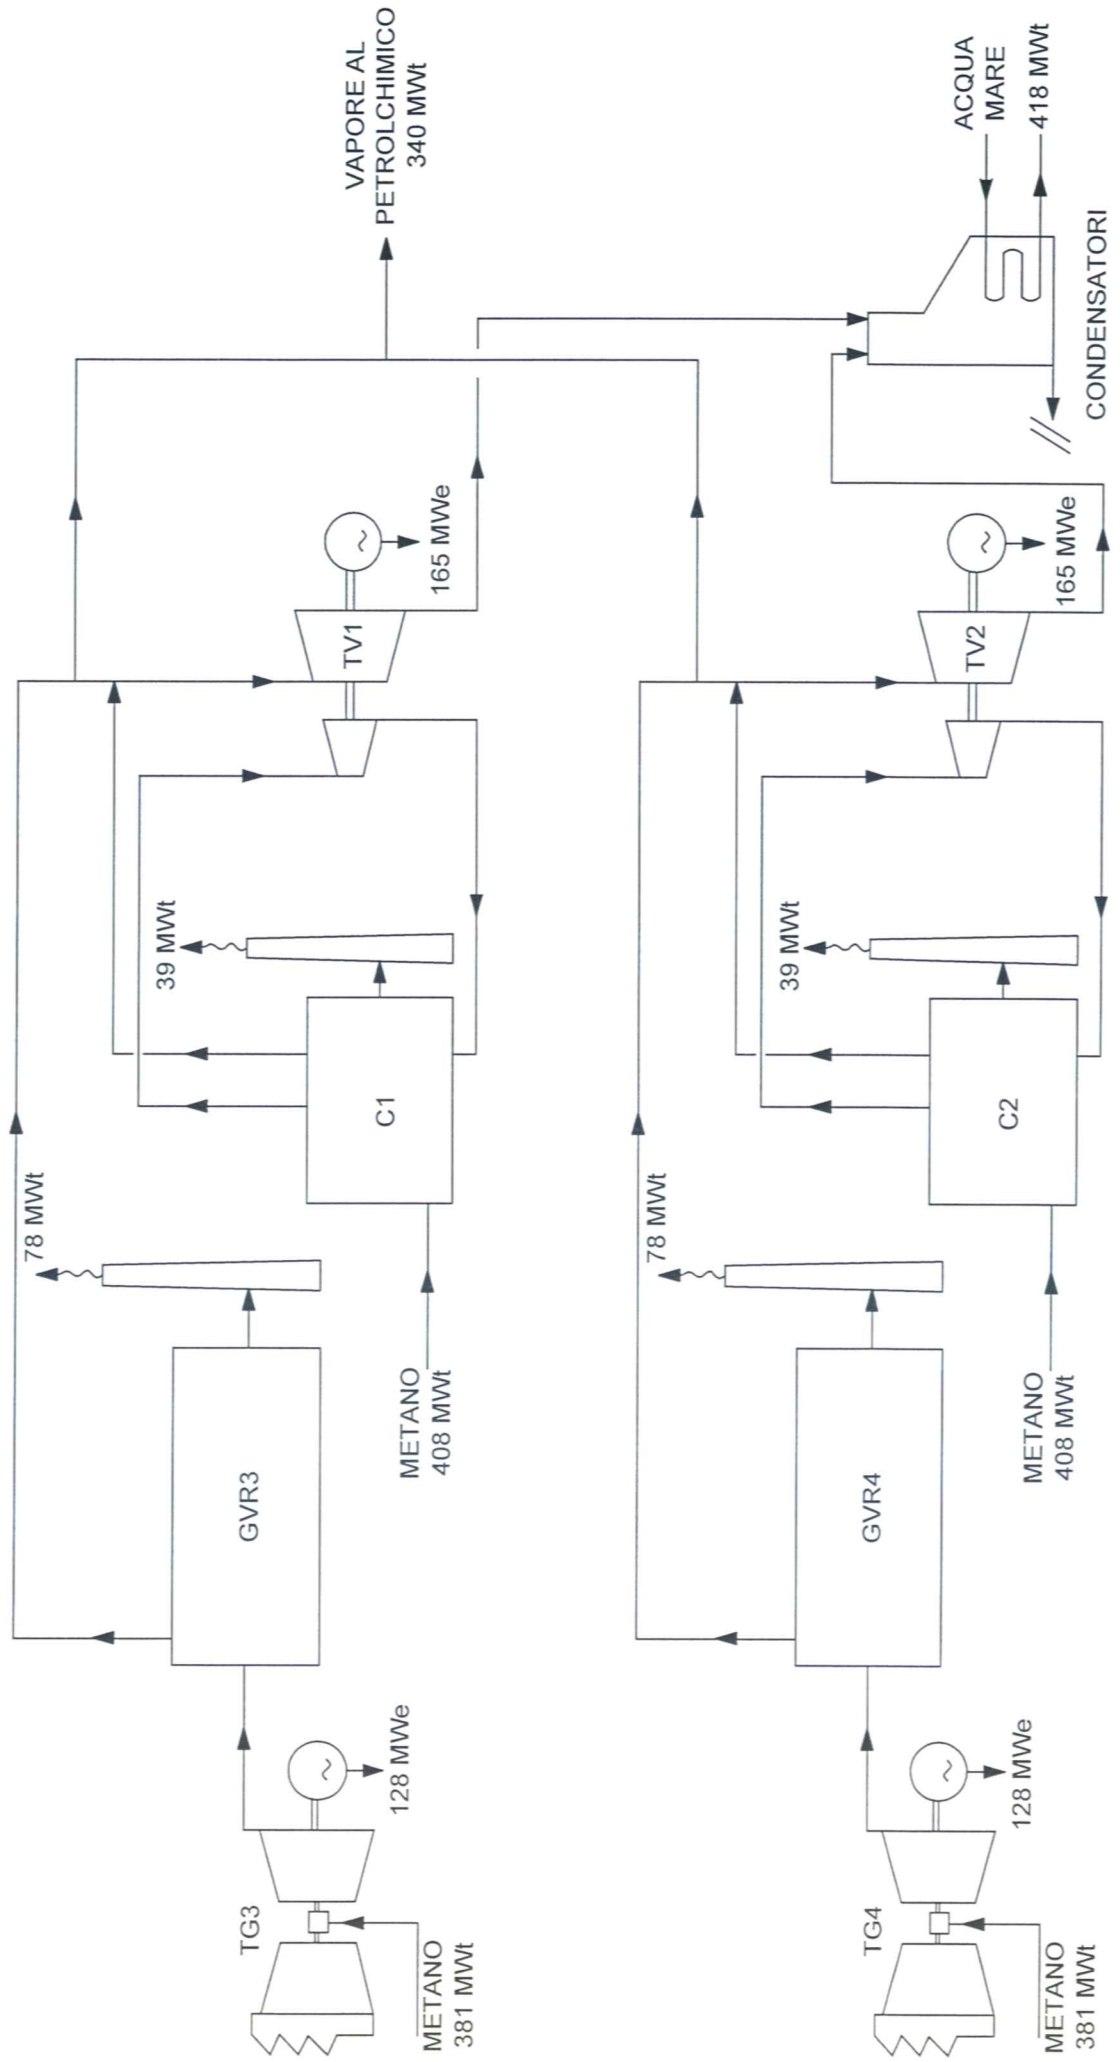 TG3
METANO
381 MWt
128 MWe
GVR3
78 MWt
METANO
408 MWt
C1
39 MWt
TV1
165 MWe
VAPORE AL
PETROLCHIMICO
340 MWt
TG4
METANO
381 MWt
128 MWe
GVR4
78 MWt
METANO
408 MWt
C2
39 MWt
TV2
165 MWe
ACQUA
MARE
418 MWt
CONDENSATORI